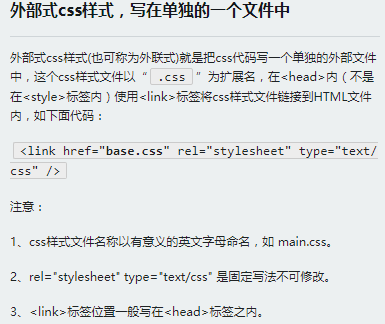 外部式css样式，写在单独的一个文件中
外部式css样式(也可称为外联式)就是把css代码写一个单独的外部文件
中，这个css样式文件以“ .css ”为扩展名，在<head>内（不是
在<style>标签内）使用<link>标签将css样式文件链接到HTML文件
内，如下面代码：
<link href="base.css" rel="stylesheet" type="text/
css" />
注意：
1、css样式文件名称以有意义的英文字母命名，如 main.css。
2、rel="stylesheet" type="text/css" 是固定写法不可修改。
3、<link>标签位置一般写在<head>标签之内。